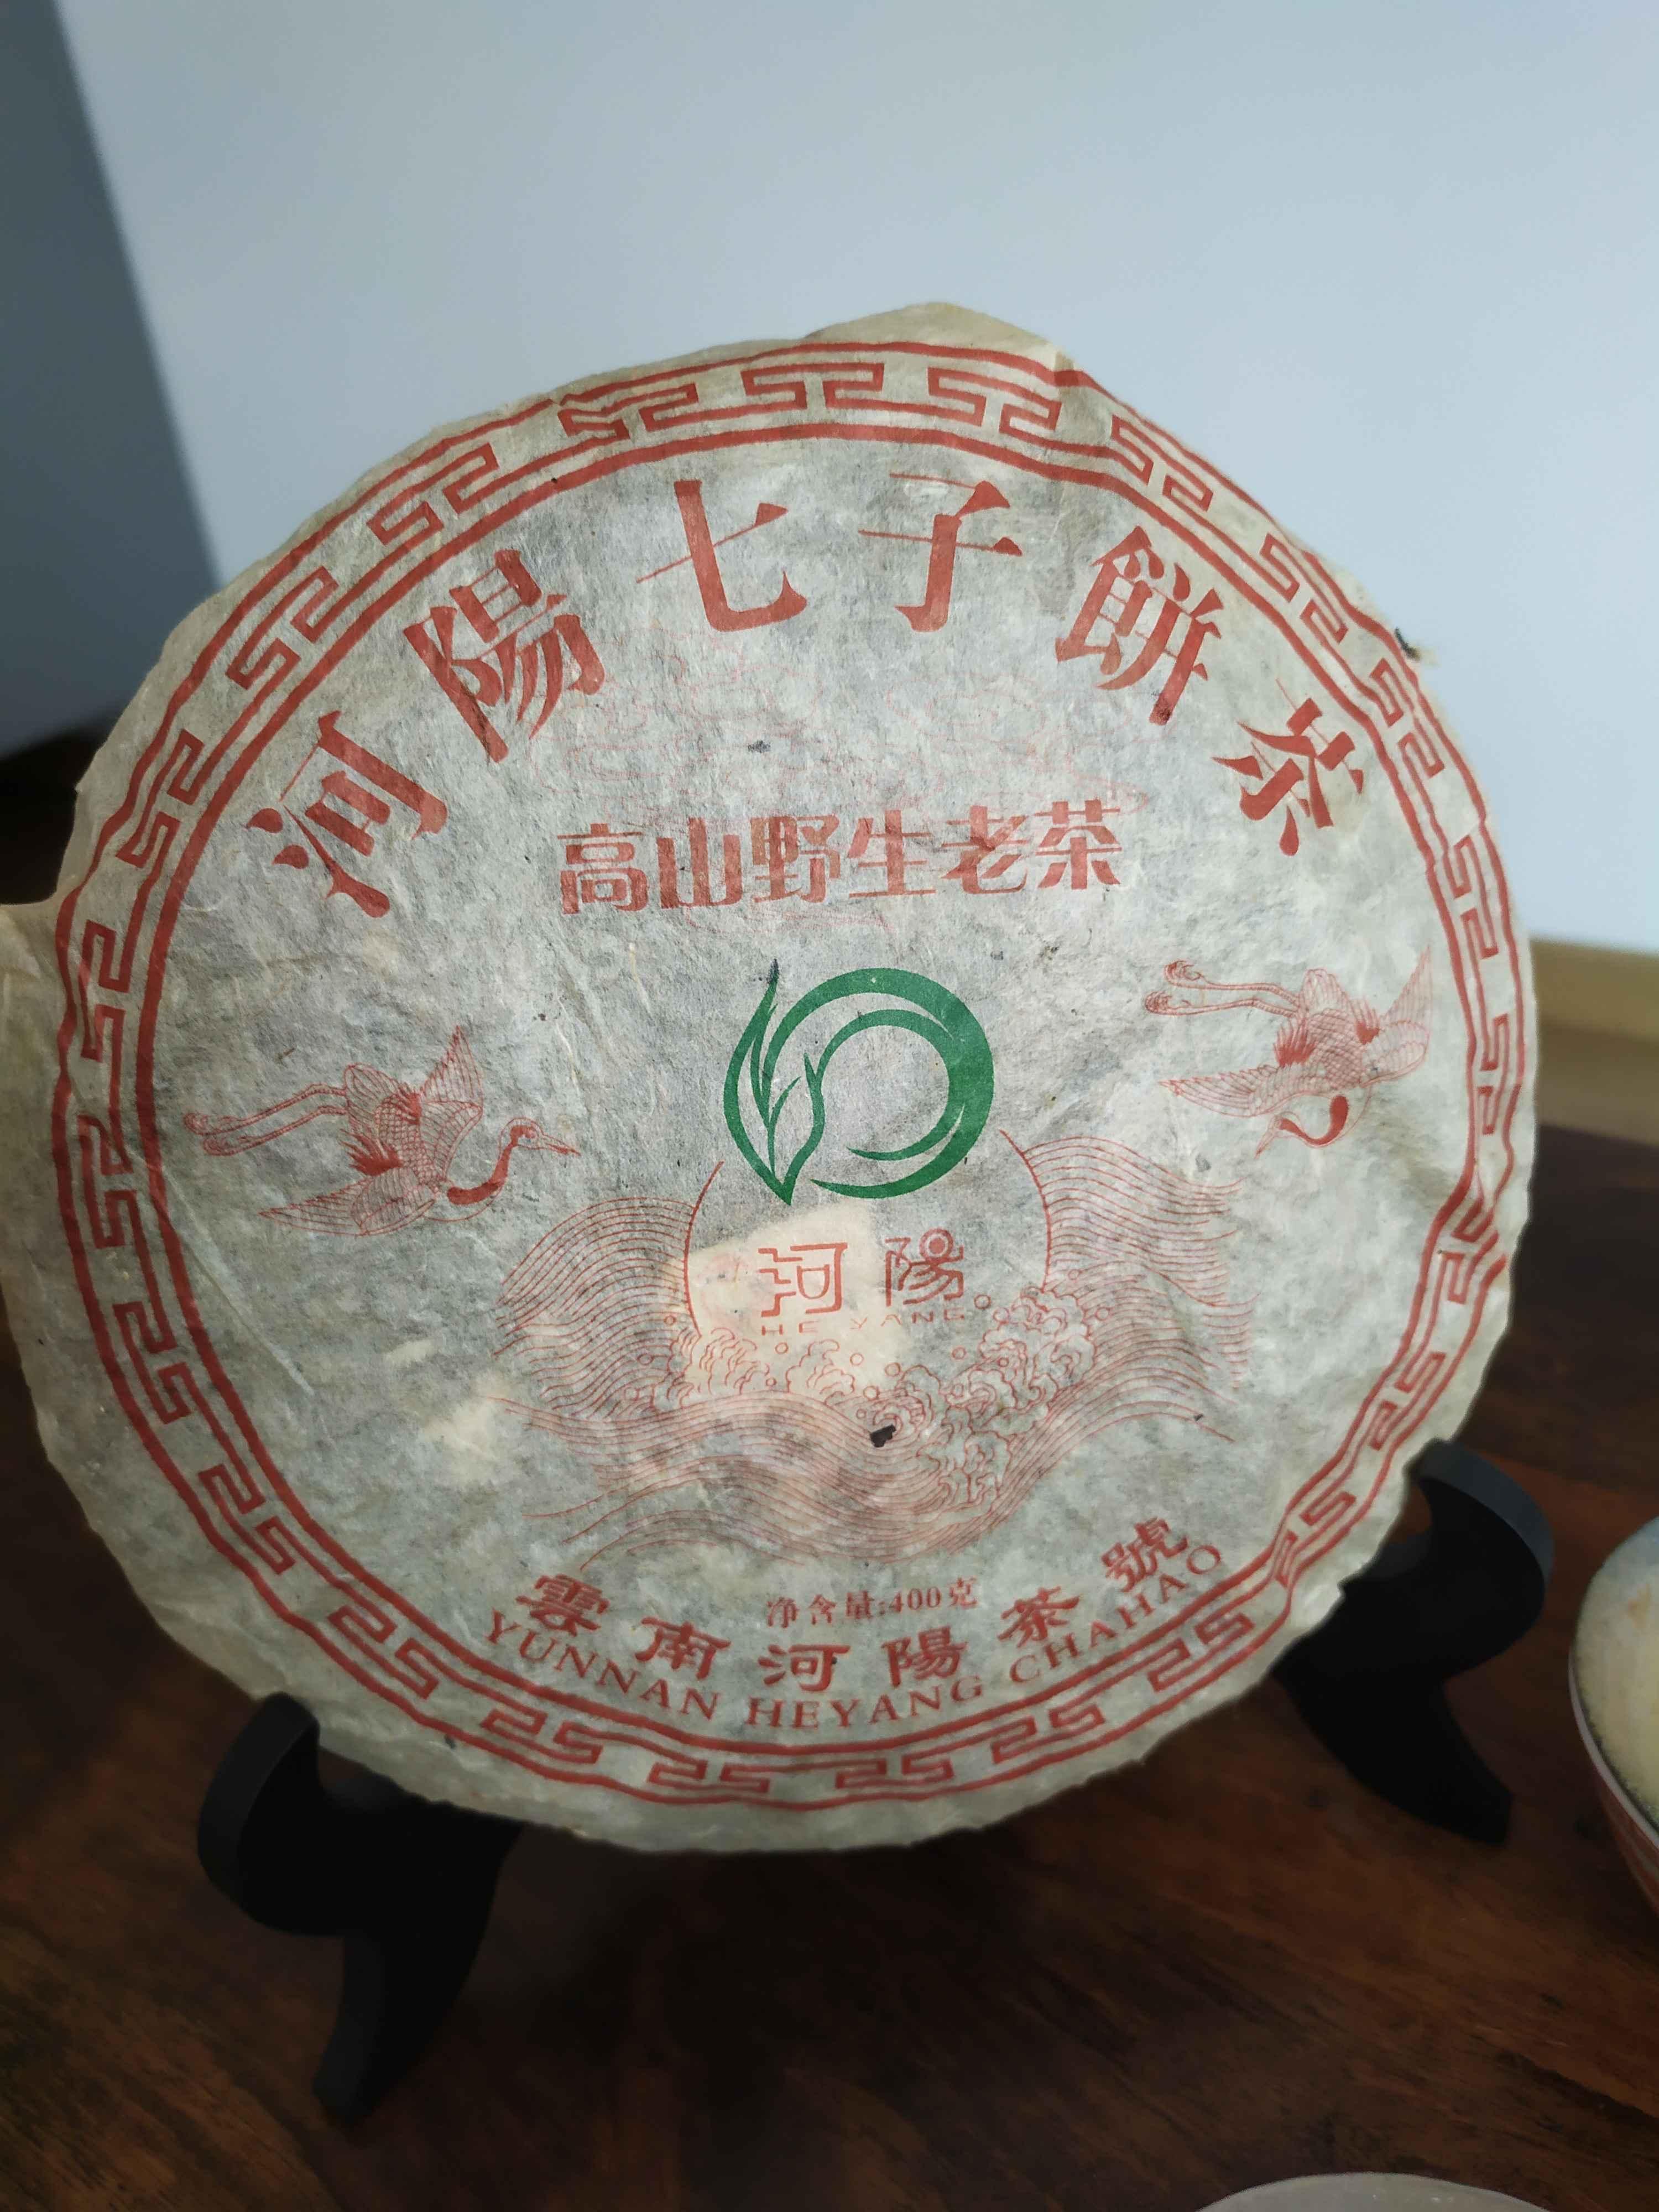 河陽七子餅茶
高山野生老茶
河陽
HE YANG
净含量:400克
雲南河陽茶號
YUNNAN HEYANG CHAHAO